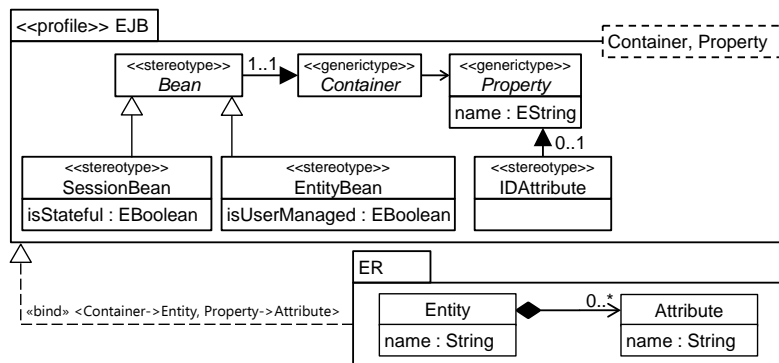 <<profile>> EJB
Container, Property
<<stereotype>>
Bean
1..1
<<generictype>>
Container
<<generictype>>
Property
name : EString
0..1
<<stereotype>>
SessionBean
isStateful : EBoolean
<<stereotype>>
EntityBean
isUserManaged : EBoolean
<<stereotype>>
IDAttribute
ER
«bind» <Container->Entity, Property->Attribute>
Entity
name : String
0..*
Attribute
name : String